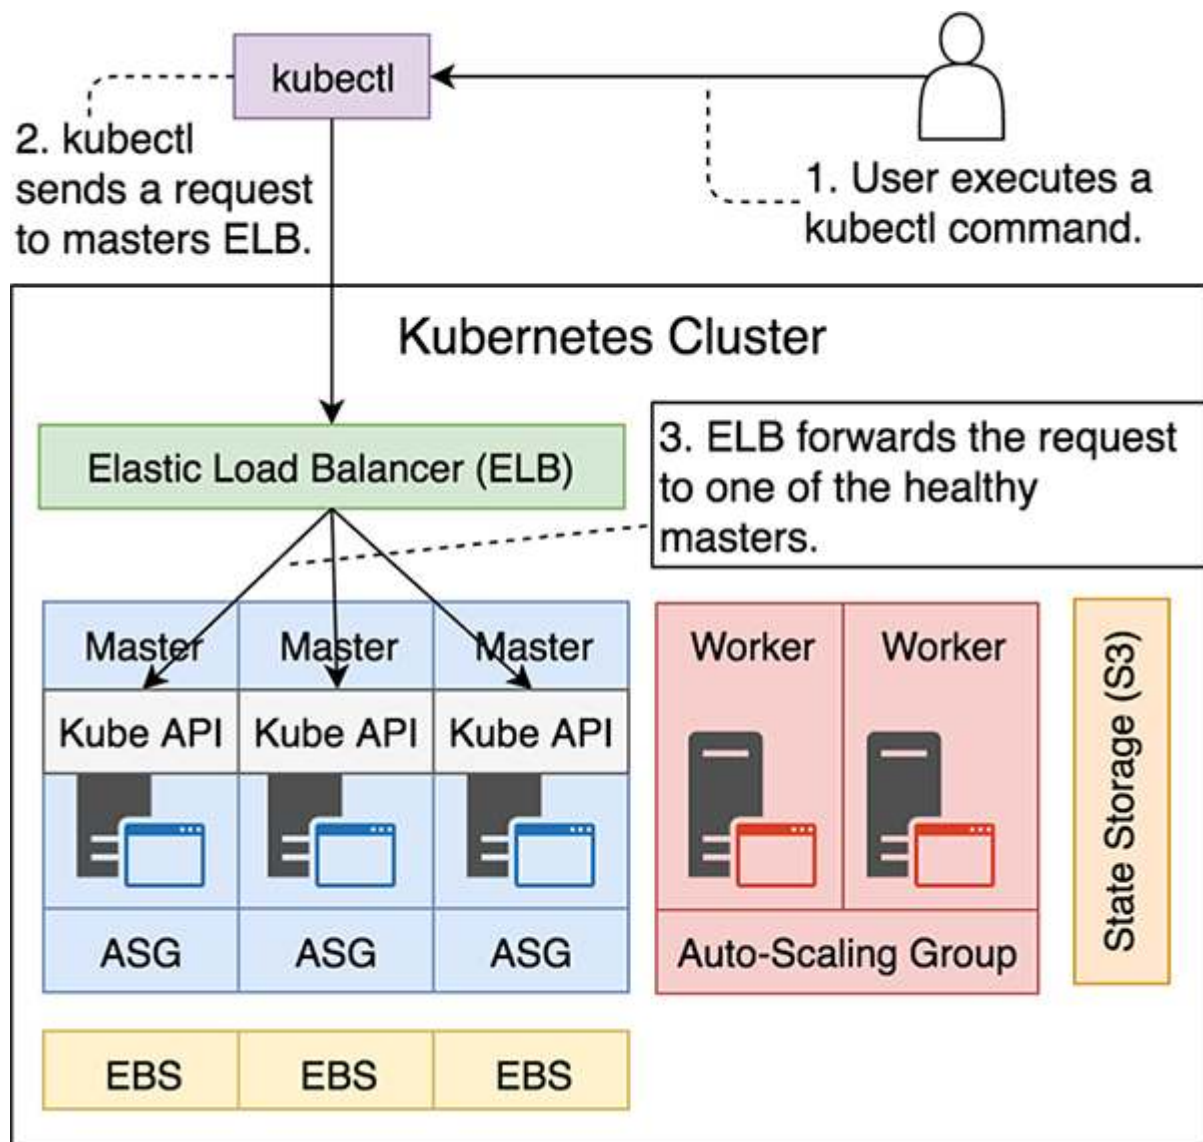 kubectl
2. kubectl
sends a request
to masters ELB.
1. User executes a
kubectl command.
Kubernetes Cluster
Elastic Load Balancer (ELB)
3. ELB forwards the request
to one of the healthy
masters.
Master Master Master
Kube API Kube API Kube API
ASG ASG ASG
EBS EBS EBS
Worker Worker
Auto-Scaling Group
State Storage (S3)